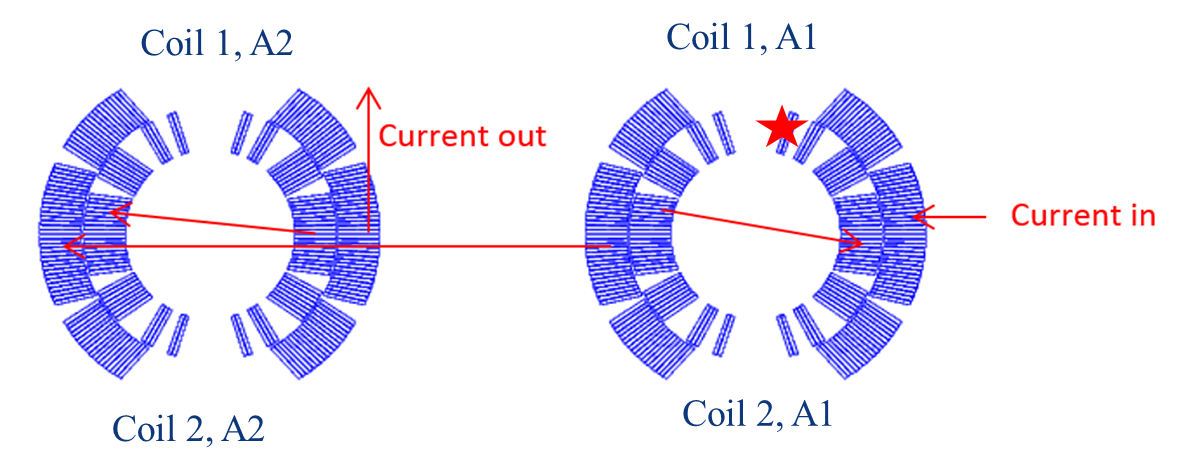 Coil 1, A2
Coil 1, A1
Current out
Current in
Coil 2, A2
Coil 2, A1